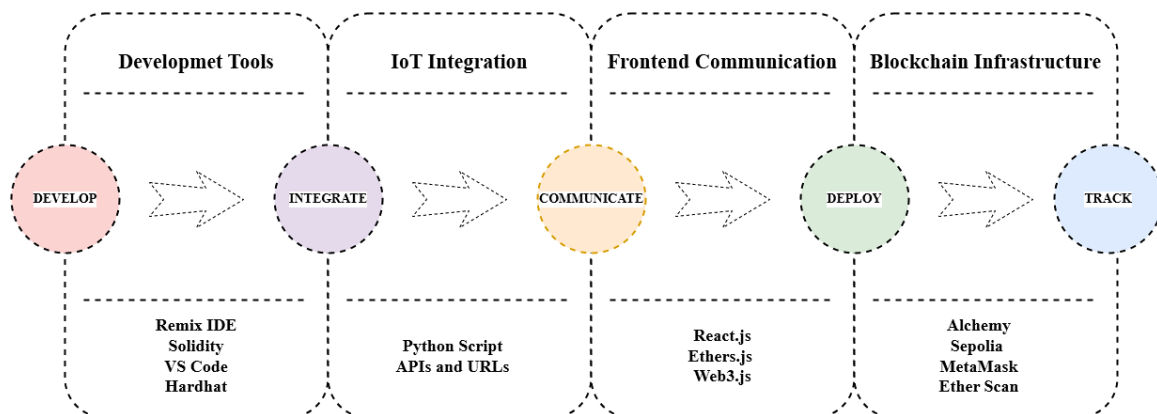 Developmet Tools
IoT Integration
Frontend Communication
Blockchain Infrastructure
DEVELOP
INTEGRATE
COMMUNICATE
DEPLOY
TRACK
Remix IDE
Solidity
VS Code
Hardhat
Python Script
APIs and URLs
React.js
Ethers.js
Web3.js
Alchemy
Sepolia
MetaMask
Ether Scan